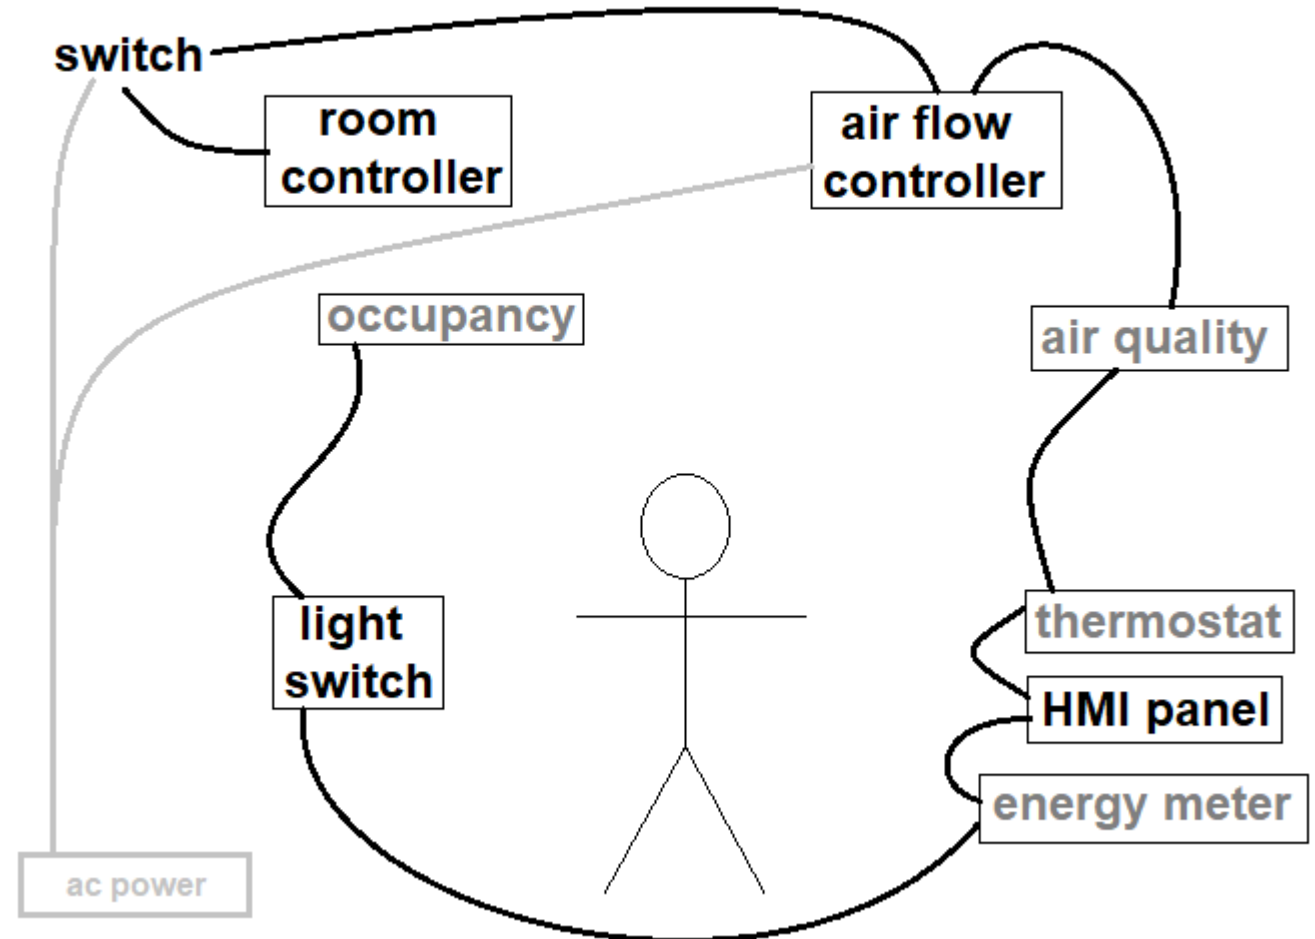 switch
room
controller
air flow
controller
occupancy
air quality
light
switch
thermostat
HMI panel
energy meter
ac power